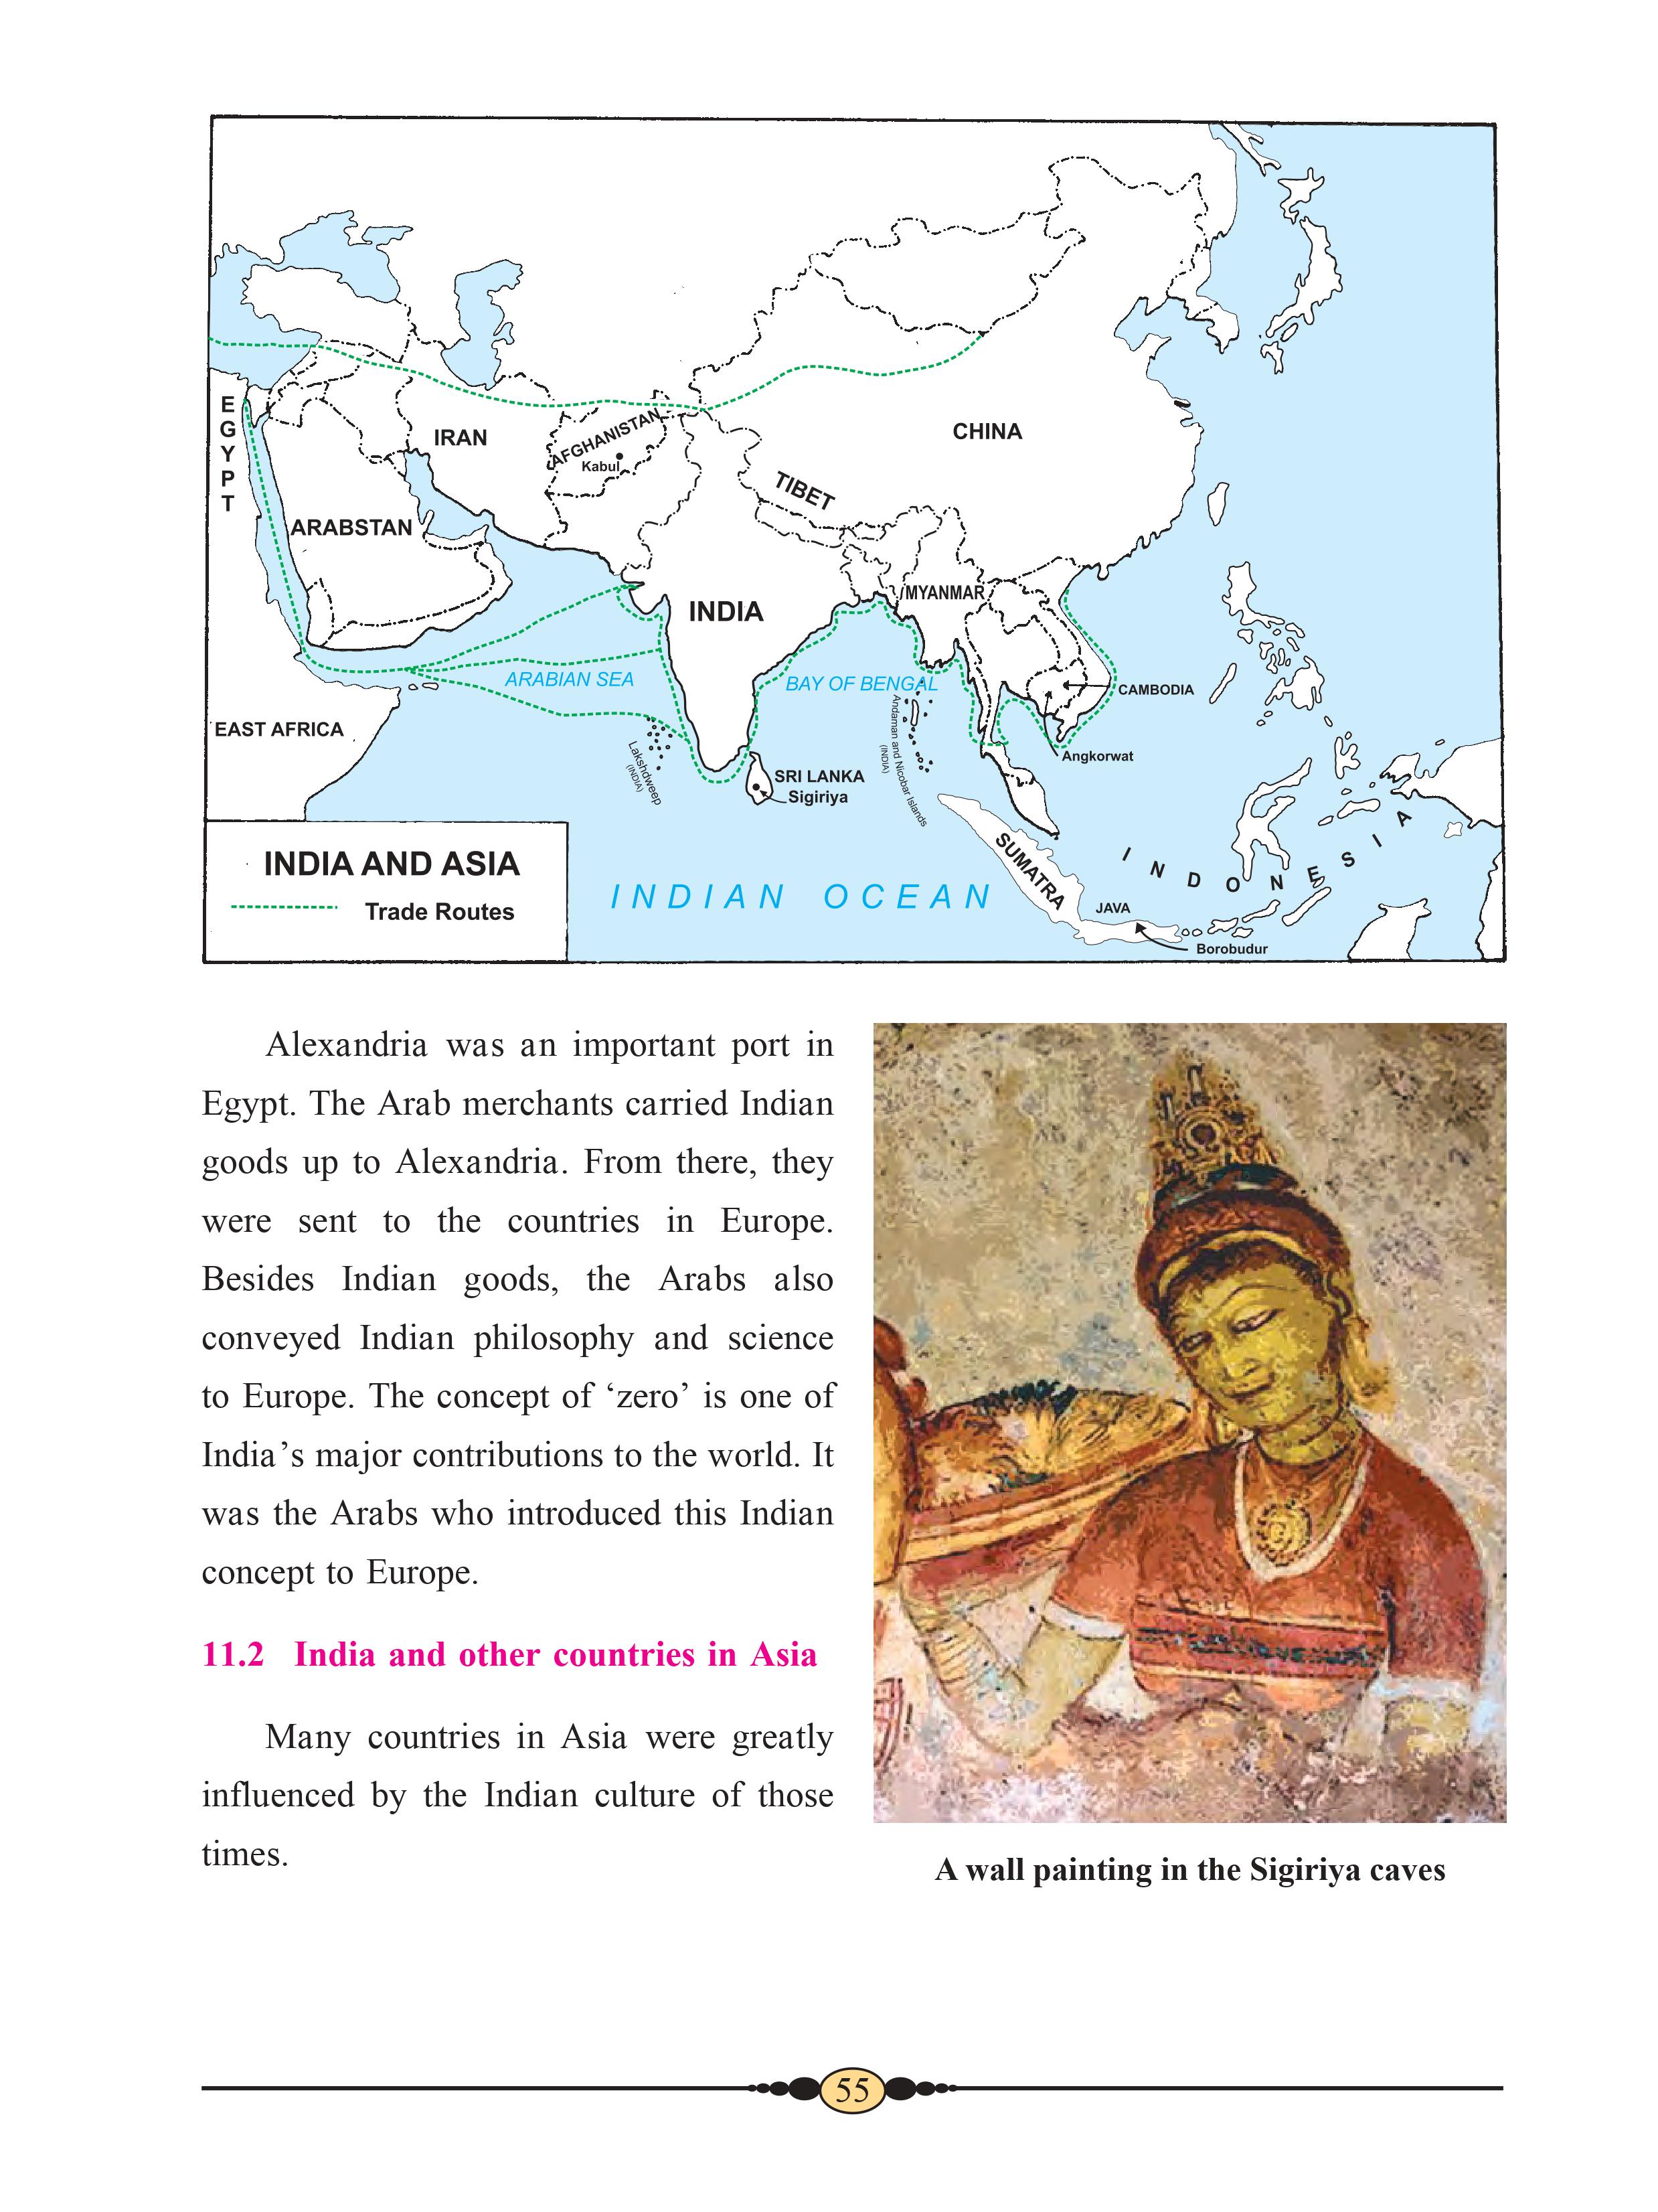 EGYPT
IRAN
AFGHANISTAN
Kabul
CHINA
TIBET
ARABSTAN
INDIA
MYANMAR
ARABIAN SEA
BAY OF BENGAL
CAMBODIA
EAST AFRICA
Lakshdweep
(INDIA)
Andaman and Nicobar Islands
(INDIA)
Angkorwat
SRI LANKA
Sigiriya
SUMATRA
INDONESIA
JAVA
Borobudur
INDIAN OCEAN
INDIA AND ASIA
Trade Routes
Alexandria was an important port in
Egypt. The Arab merchants carried Indian
goods up to Alexandria. From there, they
were sent to the countries in Europe.
Besides Indian goods, the Arabs also
conveyed Indian philosophy and science
to Europe. The concept of ‘zero’ is one of
India’s major contributions to the world. It
was the Arabs who introduced this Indian
concept to Europe.
11.2 India and other countries in Asia
Many countries in Asia were greatly
influenced by the Indian culture of those
times.
A wall painting in the Sigiriya caves
55